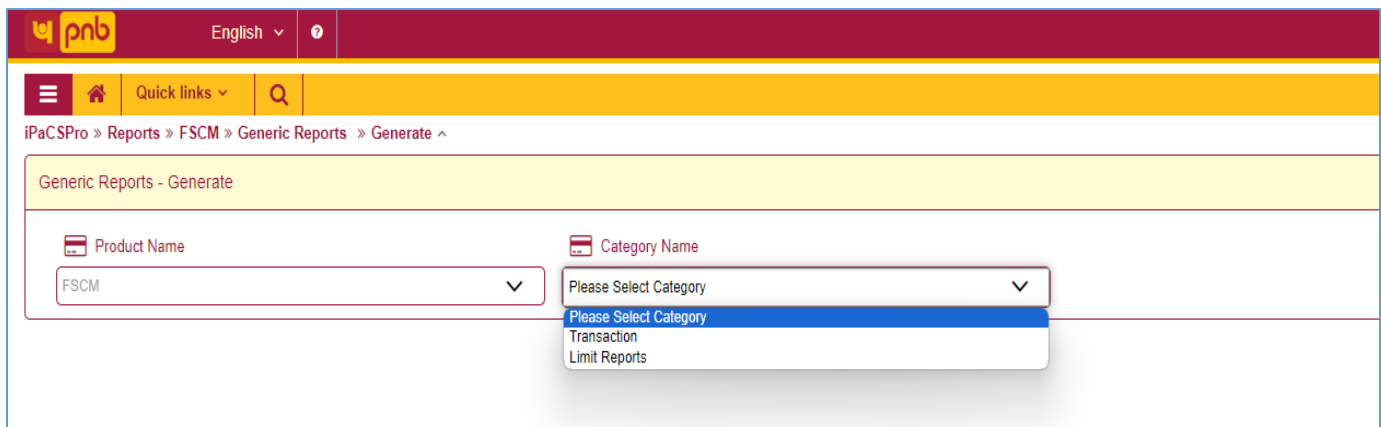 ਪ pnb English
Quick links
iPaCSPro » Reports » FSCM » Generic Reports » Generate
Generic Reports - Generate
Product Name Category Name
FSCM Please Select Category
Please Select Category
Transaction
Limit Reports